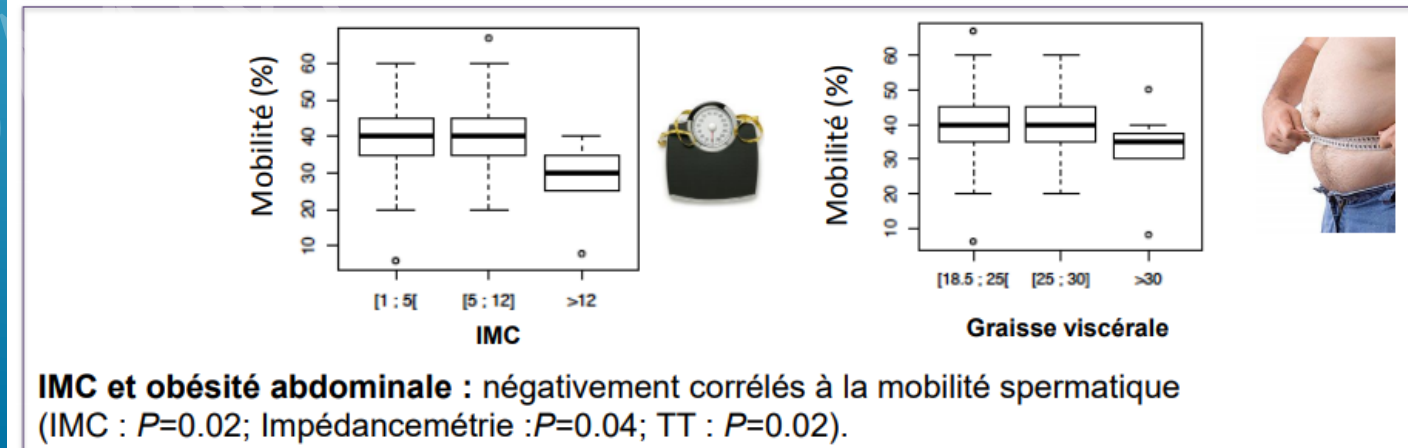 Mobilité (%)
60
50
40
30
20
10
[1 ; 5[ [5 ; 12] >12
IMC
Mobilité (%)
60
50
40
30
20
10
[18.5 ; 25[ [25 ; 30] >30
Graisse viscérale
IMC et obésité abdominale : négativement corrélés à la mobilité spermatique
(IMC : P=0.02; Impédancemétrie :P=0.04; TT : P=0.02).